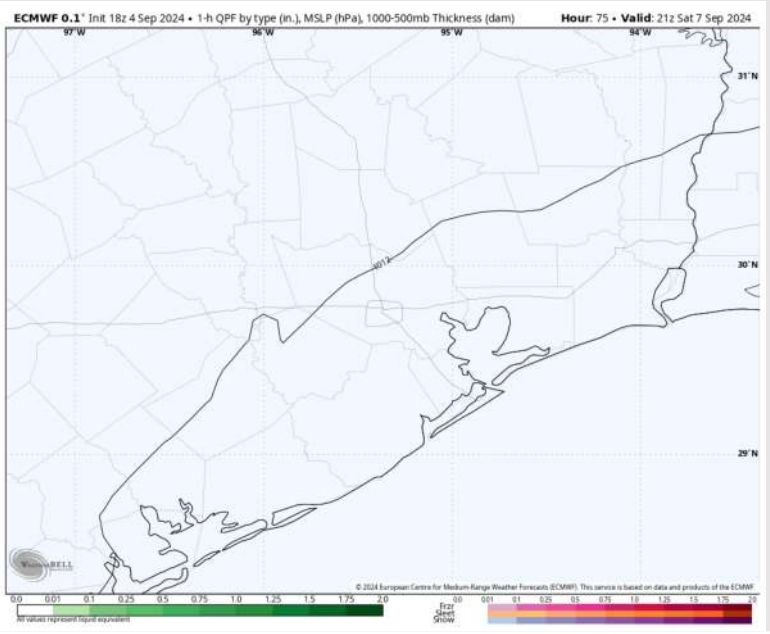 ECMWF 0.1° Init 18z 4 Sep 2024 • 1-h QPF by type (in.), MSLP (hPa), 1000-500mb Thickness (dam) Hour: 75 • Valid: 21z Sat 7 Sep 2024
97°W 96°W 95°W 94°W
31°N
1012
30°N
29°N
WeatherBELL
© 2024 European Centre for Medium-Range Weather Forecasts (ECMWF). This service is based on data and products of the ECMWF
0.0 0.01 0.1 0.25 0.50 0.75 1.0 1.25 1.5 1.75 2.0
All values represent liquid equivalent
0.0 0.01 0.1 0.25 0.50 0.75 1.0 1.25 1.5 1.75 2.0
Frzr
Sleet
Snow